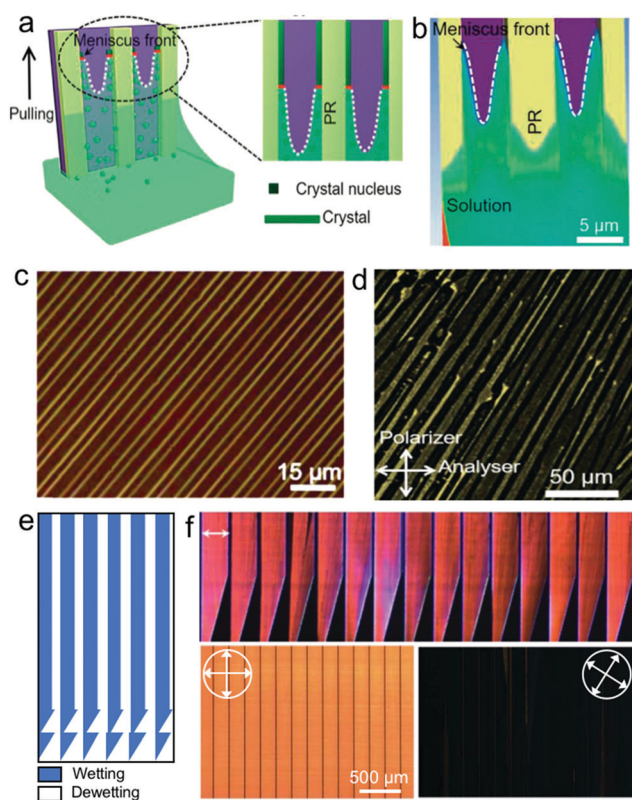 a
Meniscus front
Pulling
PR
Crystal nucleus
Crystal
b
Meniscus front
PR
Solution
5 µm
c
15 µm
d
Polarizer
Analyser
50 µm
e
Wetting
Dewetting
f
500 µm